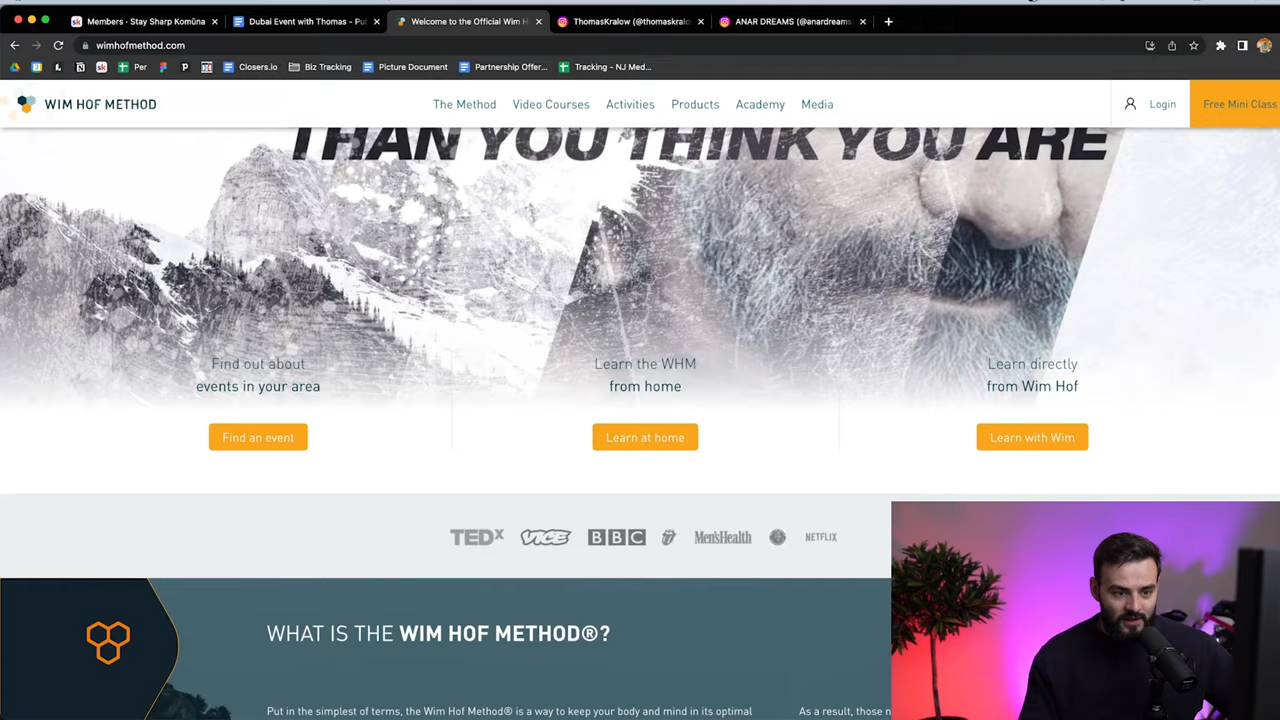 Members · Stay Sharp Komūna
Dubai Event with Thomas - Pu
Welcome to the Official Wim H
ThomasKralow (@thomaskralo
ANAR DREAMS (@anardreams
wimhofmethod.com
Per
Closers.io
Biz Tracking
Picture Document
Partnership Offer...
Tracking - NJ Med...
WIM HOF METHOD
The Method
Video Courses
Activities
Products
Academy
Media
Login
Free Mini Class
THAN YOU THINK YOU ARE
Find out about
events in your area
Find an event
Learn the WHM
from home
Learn at home
Learn directly
from Wim Hof
Learn with Wim
TEDx
VICE
BBC
Men'sHealth
NETFLIX
WHAT IS THE WIM HOF METHOD®?
Put in the simplest of terms, the Wim Hof Method® is a way to keep your body and mind in its optimal
As a result, those n